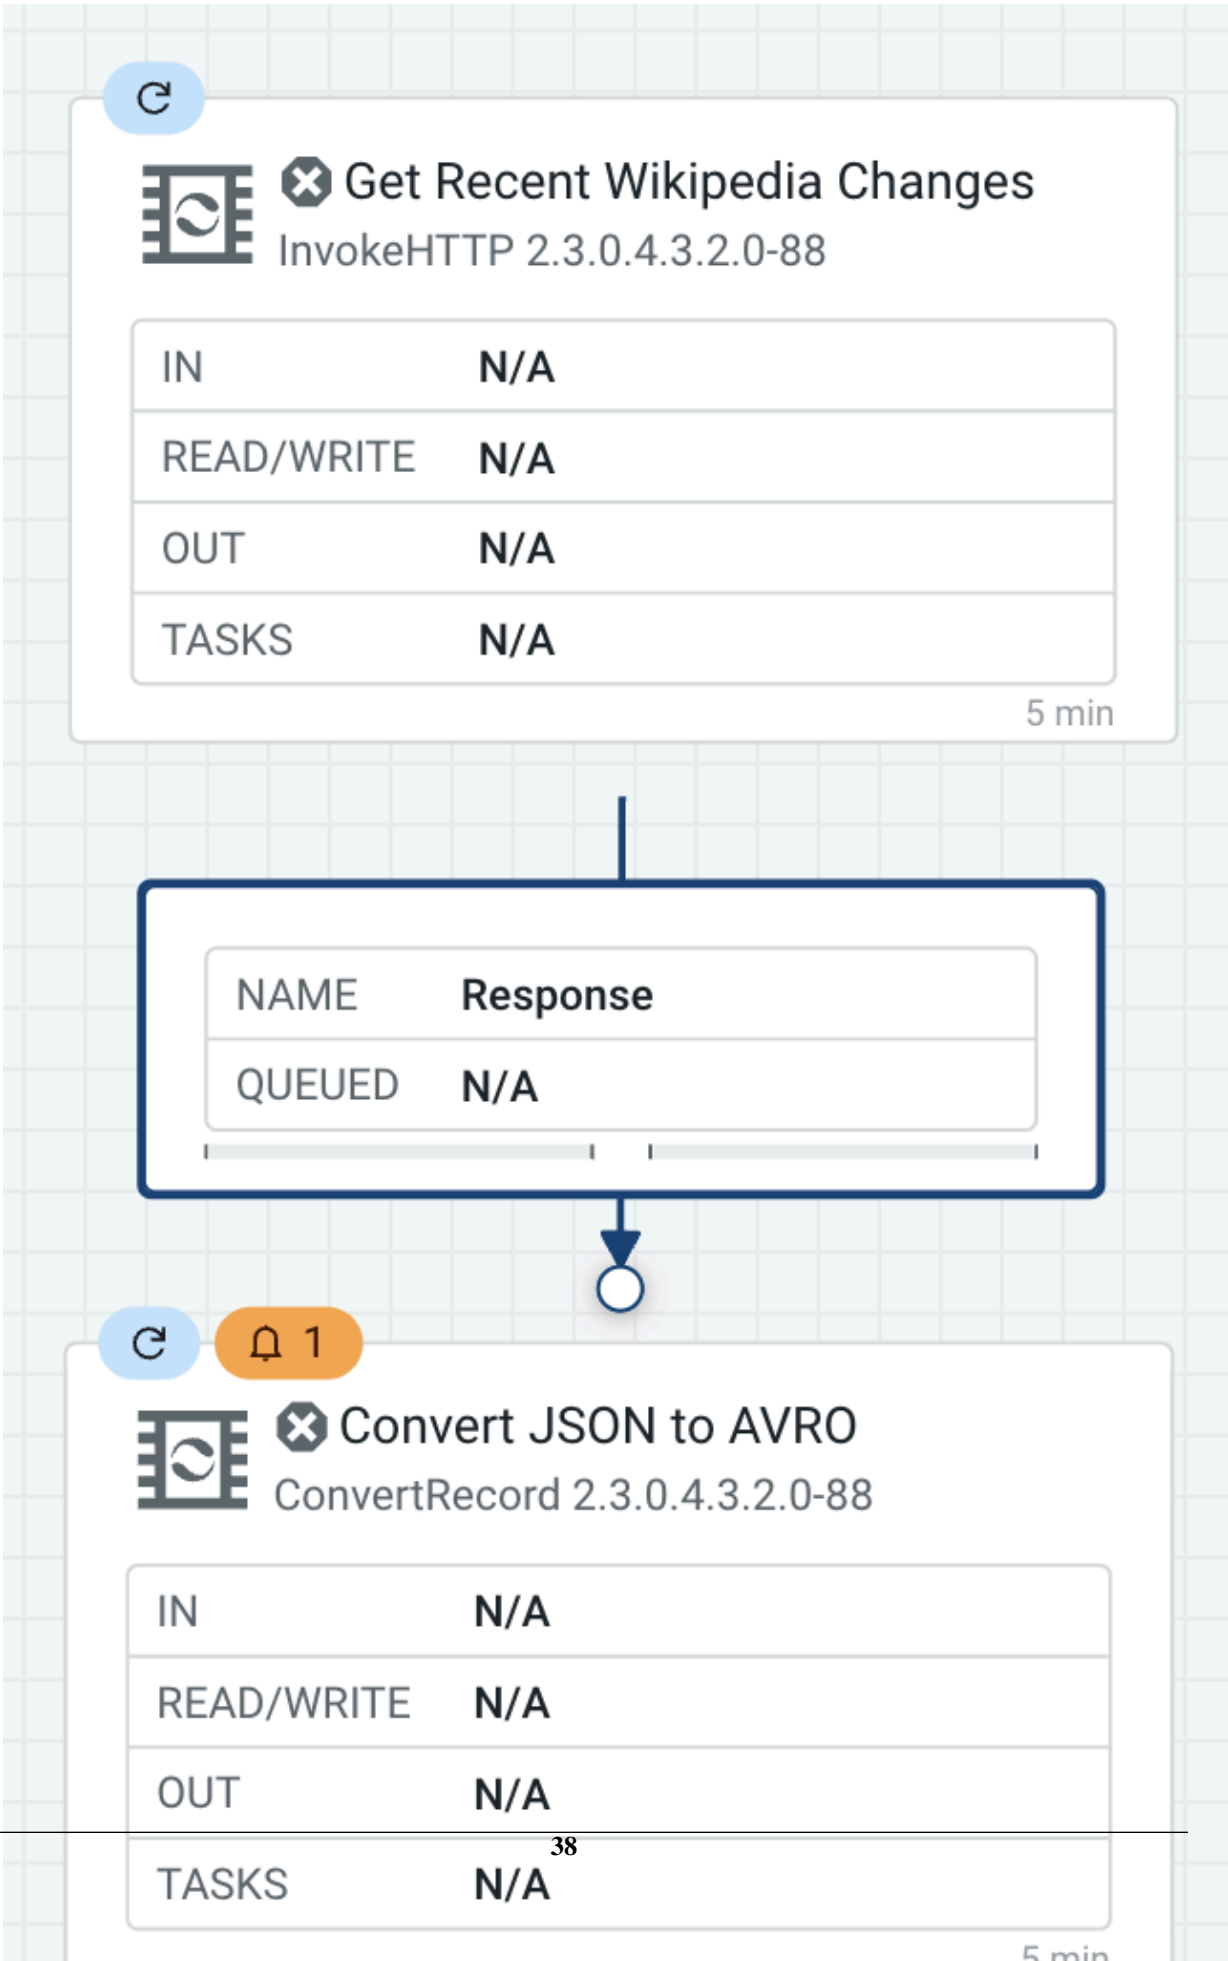 Get Recent Wikipedia Changes
InvokeHTTP 2.3.0.4.3.2.0-88
IN N/A
READ/WRITE N/A
OUT N/A
TASKS N/A
5 min
NAME Response
QUEUED N/A
1
Convert JSON to AVRO
ConvertRecord 2.3.0.4.3.2.0-88
IN N/A
READ/WRITE N/A
OUT N/A
38
TASKS N/A
5 min